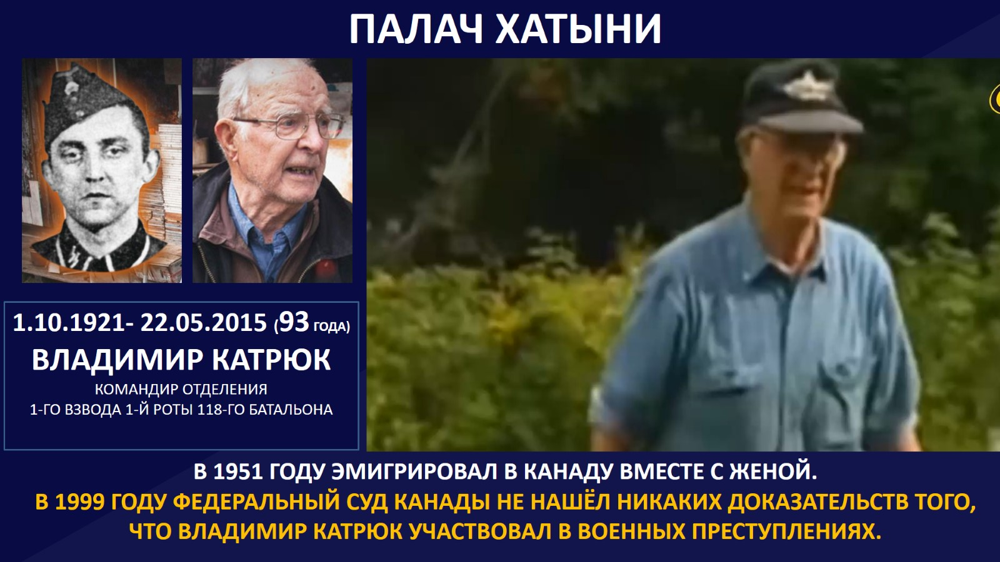 ПАЛАЧ ХАТЫНИ
1.10.1921- 22.05.2015 (93 ГОДА)
ВЛАДИМИР КАТРЮК
КОМАНДИР ОТДЕЛЕНИЯ
1-ГО ВЗВОДА 1-Й РОТЫ 118-ГО БАТАЛЬОНА
В 1951 ГОДУ ЭМИГРИРОВАЛ В КАНАДУ ВМЕСТЕ С ЖЕНОЙ.
В 1999 ГОДУ ФЕДЕРАЛЬНЫЙ СУД КАНАДЫ НЕ НАШЁЛ НИКАКИХ ДОКАЗАТЕЛЬСТВ ТОГО,
ЧТО ВЛАДИМИР КАТРЮК УЧАСТВОВАЛ В ВОЕННЫХ ПРЕСТУПЛЕНИЯХ.